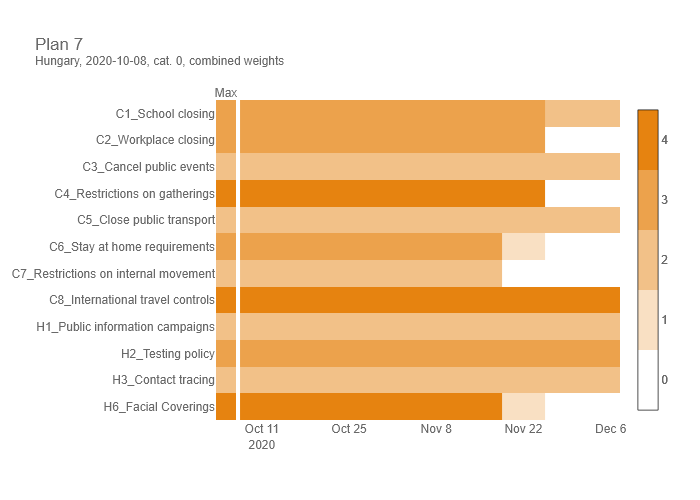 Plan 7
Hungary, 2020-10-08, cat. 0, combined weights
Max
C1_School closing
C2_Workplace closing
C3_Cancel public events
C4_Restrictions on gatherings
C5_Close public transport
C6_Stay at home requirements
C7_Restrictions on internal movement
C8_International travel controls
H1_Public information campaigns
H2_Testing policy
H3_Contact tracing
H6_Facial Coverings
Oct 11 Oct 25 Nov 8 Nov 22 Dec 6
2020
4
3
2
1
0